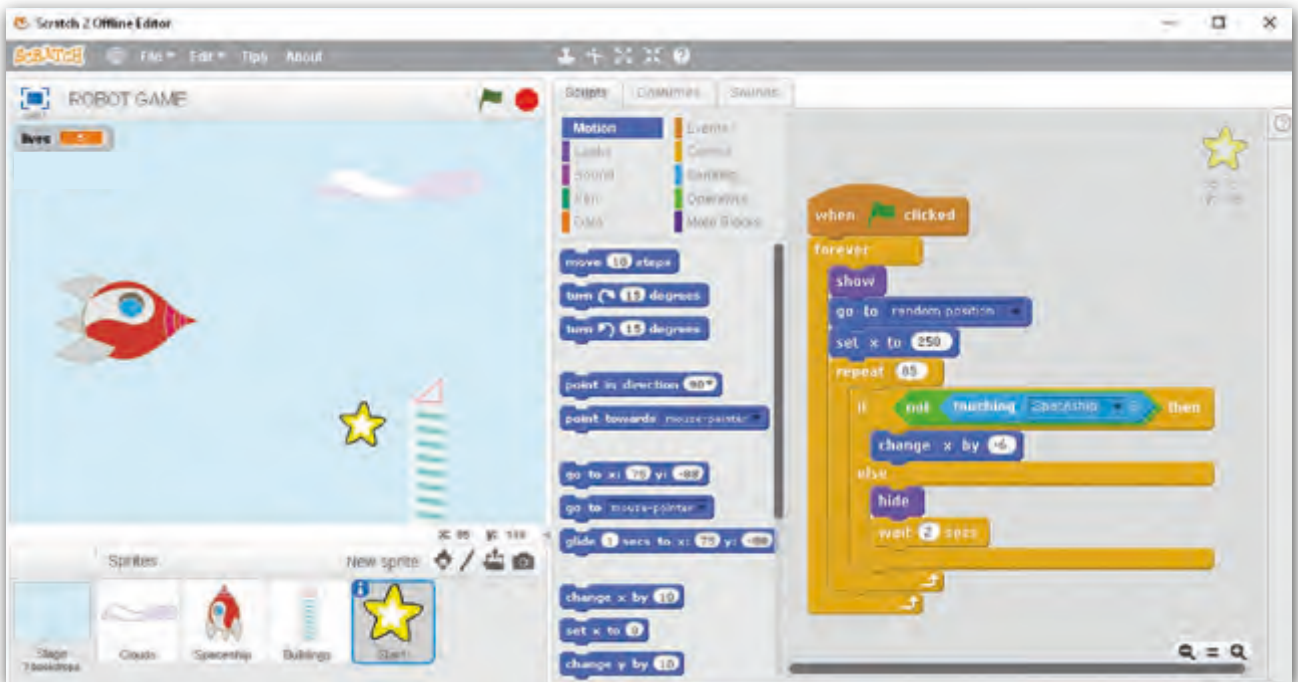 Scratch 2 Offline Editor
SCRATCH File Edit Tips About
ROBOT GAME
lives
Scripts Costumes Sounds
Motion Events
Looks Control
Sound Sensing
Pen Operators
Data More Blocks
move 10 steps
turn 15 degrees
turn 15 degrees
point in direction 90
point towards mouse-pointer
go to x: 75 y: -88
go to mouse-pointer
glide 1 secs to x: 75 y: -88
change x by 10
set x to 0
change y by 10
when clicked
forever
show
go to random position
set x to 250
repeat 85
if not touching Spaceship ? then
change x by -6
else
hide
wait 2 secs
Sprites New sprite
Stage
Clouds
Spaceship
Buildings